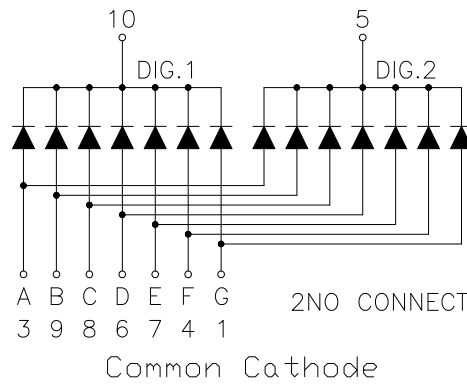 10 5
DIG.1 DIG.2
A B C D E F G
3 9 8 6 7 4 1
2NO CONNECT
Common Cathode